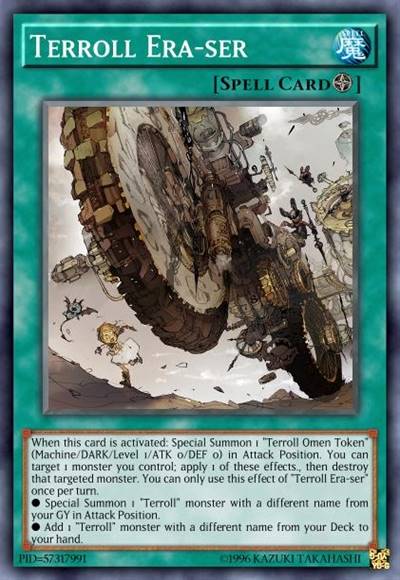 TERROLL ERA-SER
魔
[SPELL CARD]
When this card is activated: Special Summon 1 "Terroll Omen Token"
(Machine/DARK/Level 1/ATK 0/DEF 0) in Attack Position. You can
target 1 monster you control; apply 1 of these effects., then destroy
that targeted monster. You can only use this effect of "Terroll Era-ser"
once per turn.
● Special Summon 1 "Terroll" monster with a different name from
your GY in Attack Position.
● Add 1 "Terroll" monster with a different name from your Deck to
your hand.
PID=57317991
©1996 KAZUKI TAKAHASHI